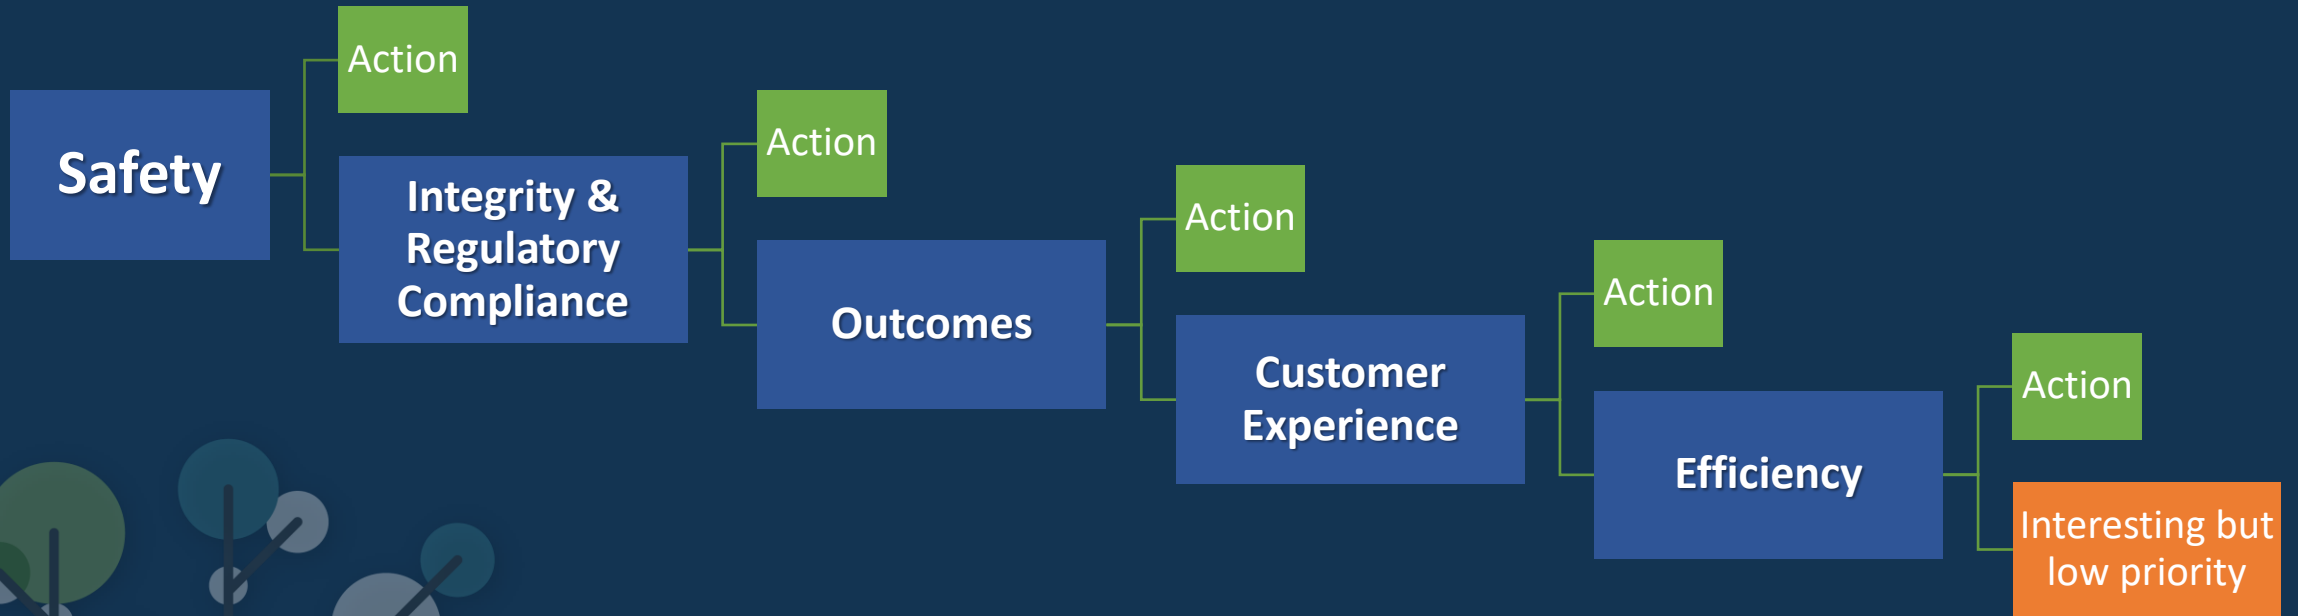 Action
Safety
Integrity &
Regulatory
Compliance
Action
Outcomes
Action
Customer
Experience
Action
Efficiency
Action
Interesting but
low priority